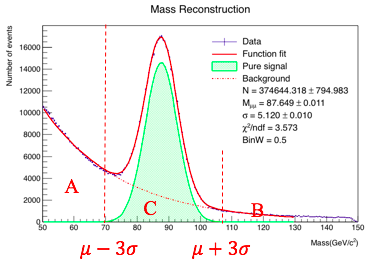 Mass Reconstruction
Number of events
16000
14000
12000
10000
8000
6000
4000
2000
0
Data
Function fit
Pure signal
Background
N = 374644.318 ± 794.983
Mμμ = 87.649 ± 0.011
σ = 5.120 ± 0.010
χ²/ndf = 3.573
BinW = 0.5
A
C
B
50 60 70 80 90 100 110 120 130 140 150
Mass(GeV/c²)
μ − 3σ
μ + 3σ